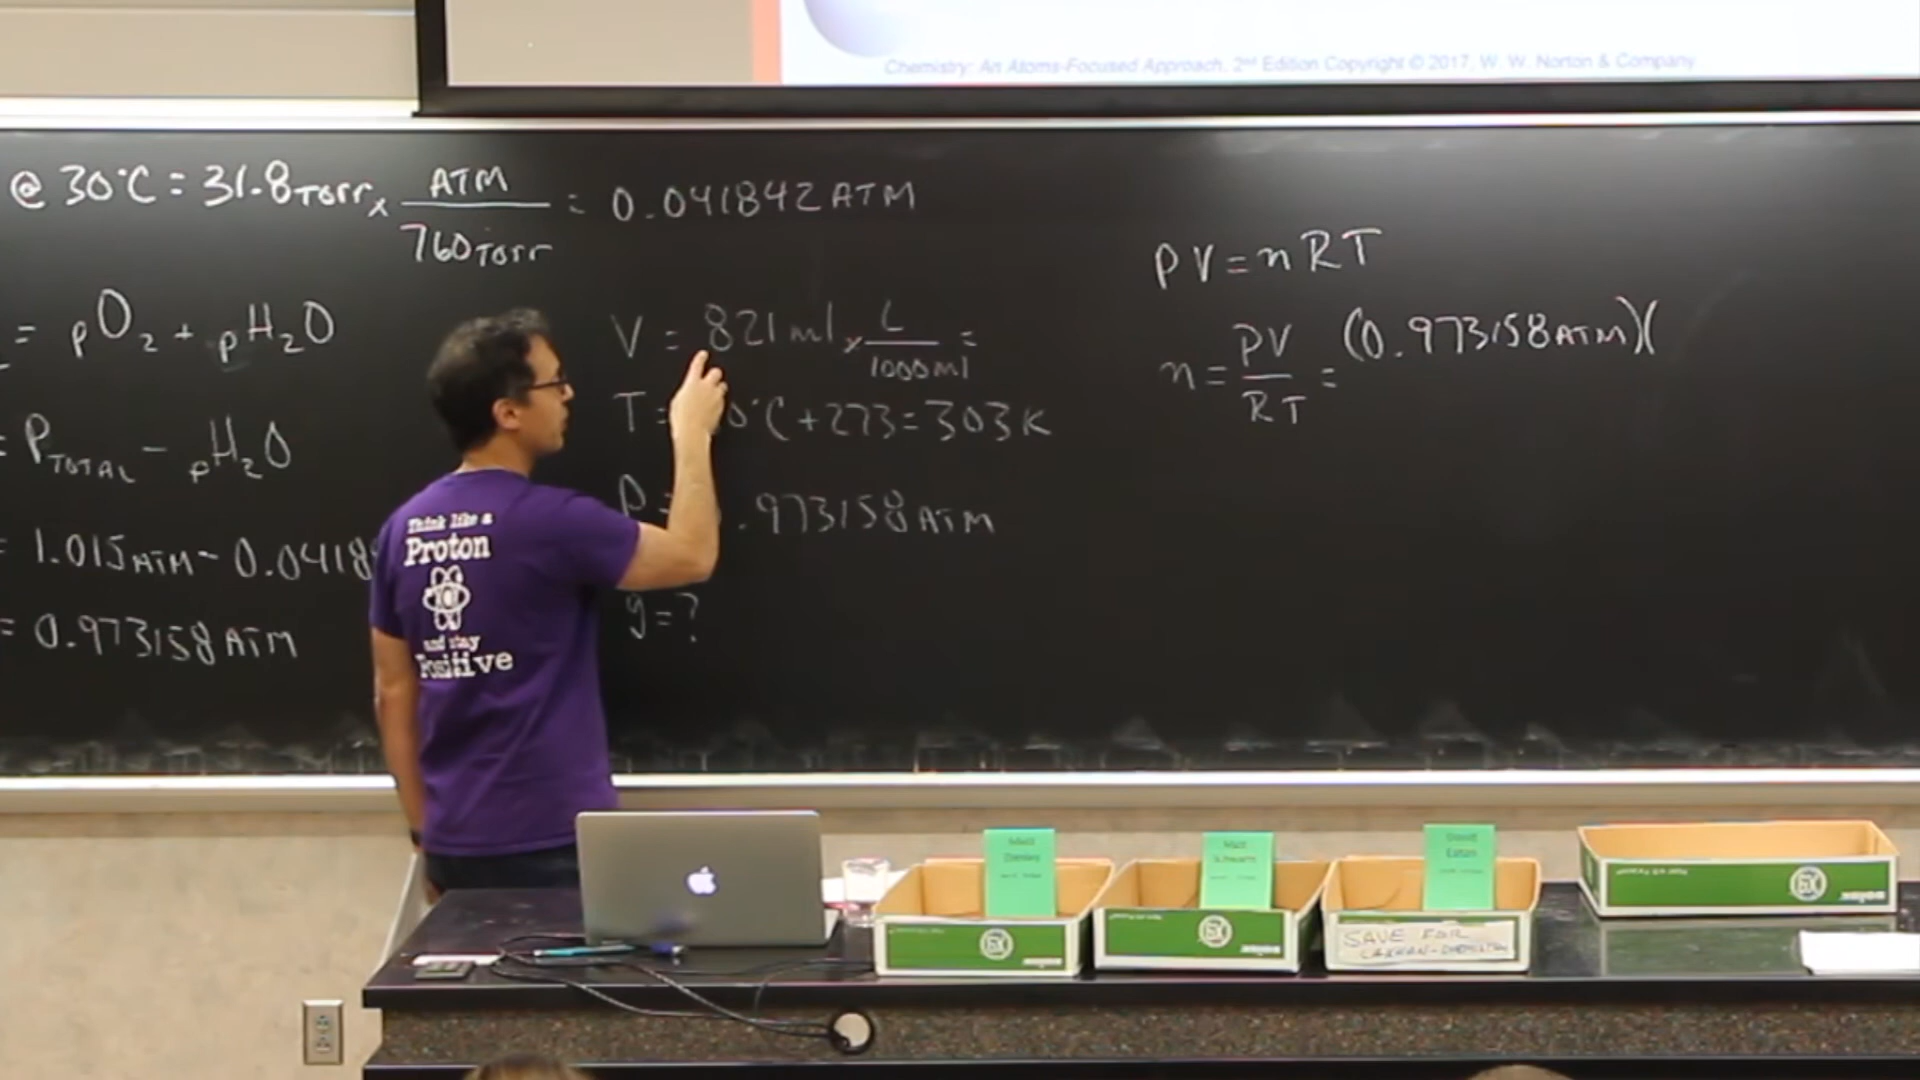 Chemistry: An Atoms-Focused Approach, 2nd Edition Copyright © 2017, W. W. Norton & Company
@ 30°C = 31.8 Torr x ATM / 760 Torr = 0.041842 ATM
= pO₂ + pH₂O
= P TOTAL - pH₂O
= 1.015 ATM - 0.0418
= 0.973158 ATM
V = 821 ml x L / 1000 ml =
T = 0°C + 273 = 303 K
P = .973158 ATM
g = ?
PV = nRT
n = PV / RT = (0.973158 ATM)(
Think like a
Proton
and stay
Positive
SAVE FOR